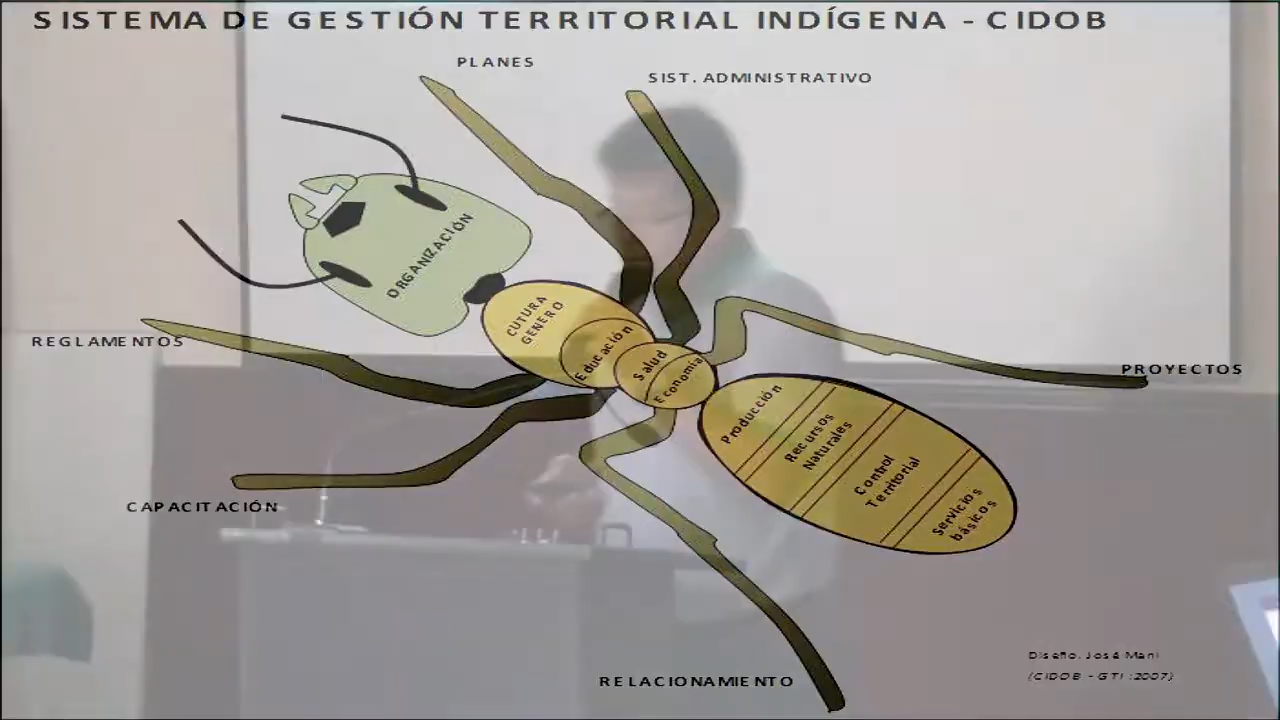 SISTEMA DE GESTIÓN TERRITORIAL INDÍGENA - CIDOB
PLANES
SIST. ADMINISTRATIVO
ORGANIZACIÓN
CUTURA
GENERO
Educación
Salud
Economia
REGLAMENTOS
PROYECTOS
Producción
Recursos
Naturales
Control
Territorial
Servicios
básicos
CAPACITACIÓN
RELACIONAMIENTO
Diseño. José Mani
(CIDOB - GTI :2007)